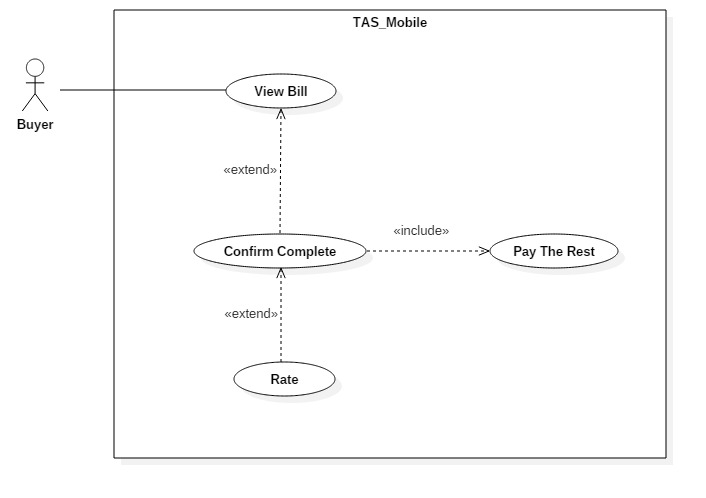 TAS_Mobile
View Bill
Buyer
«extend»
«include»
Confirm Complete
Pay The Rest
«extend»
Rate